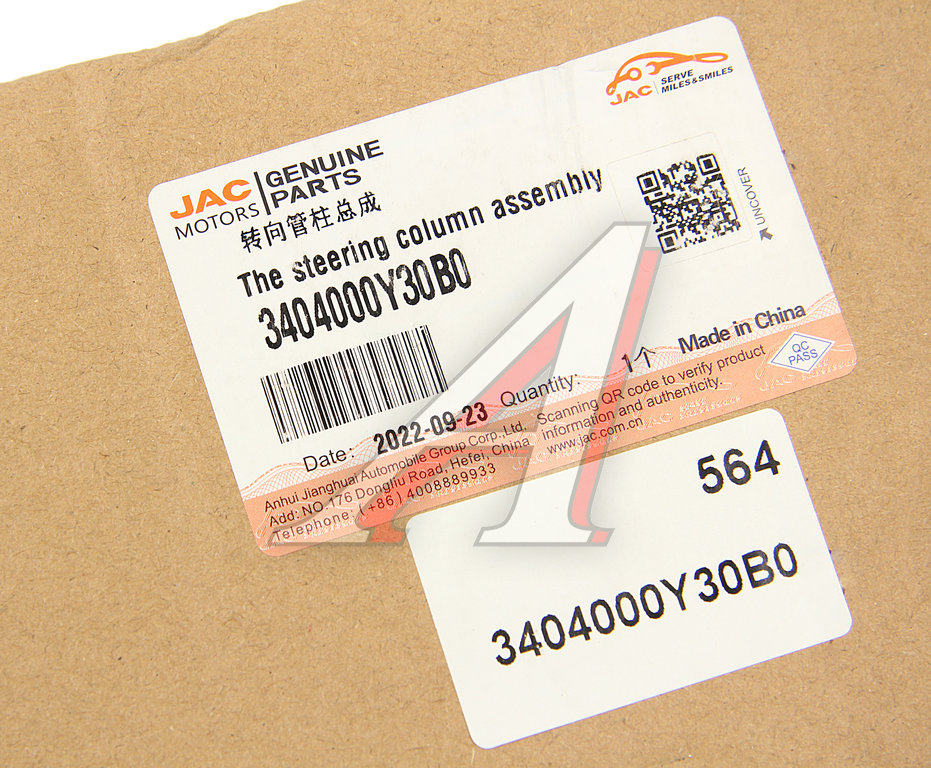 JAC
SERVE
MILES&SMILES
JAC
MOTORS
GENUINE
PARTS
转向管柱总成
The steering column assembly
3404000Y30B0
UNCOVER
Date: 2022-09-23 Quantity: 1个 Made in China
QC
PASS
Anhui Jianghuai Automobile Group Corp., Ltd.
Add: NO.176 Dongliu Road, Hefei, China
Telephone: (+86) 4008889933
Scanning QR code to verify product
information and authenticity.
www.jac.com.cn
564
3404000Y30B0